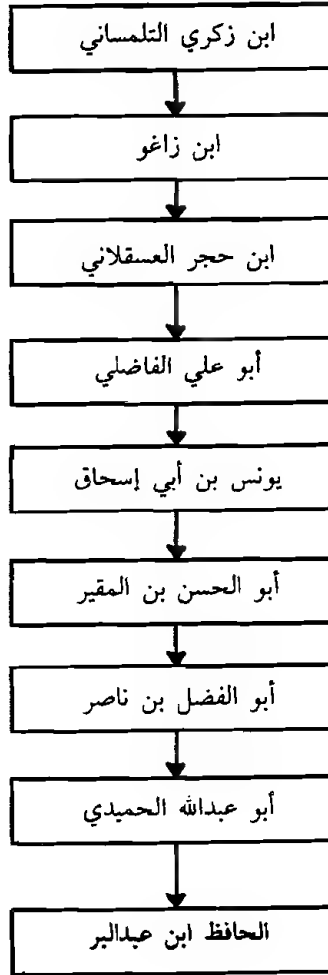 ابن زكري التلمساني
ابن زاغو
ابن حجر العسقلاني
أبو علي الفاضلي
يونس بن أبي إسحاق
أبو الحسن بن المقير
أبو الفضل بن ناصر
أبو عبدالله الحميدي
الحافظ ابن عبدالبر